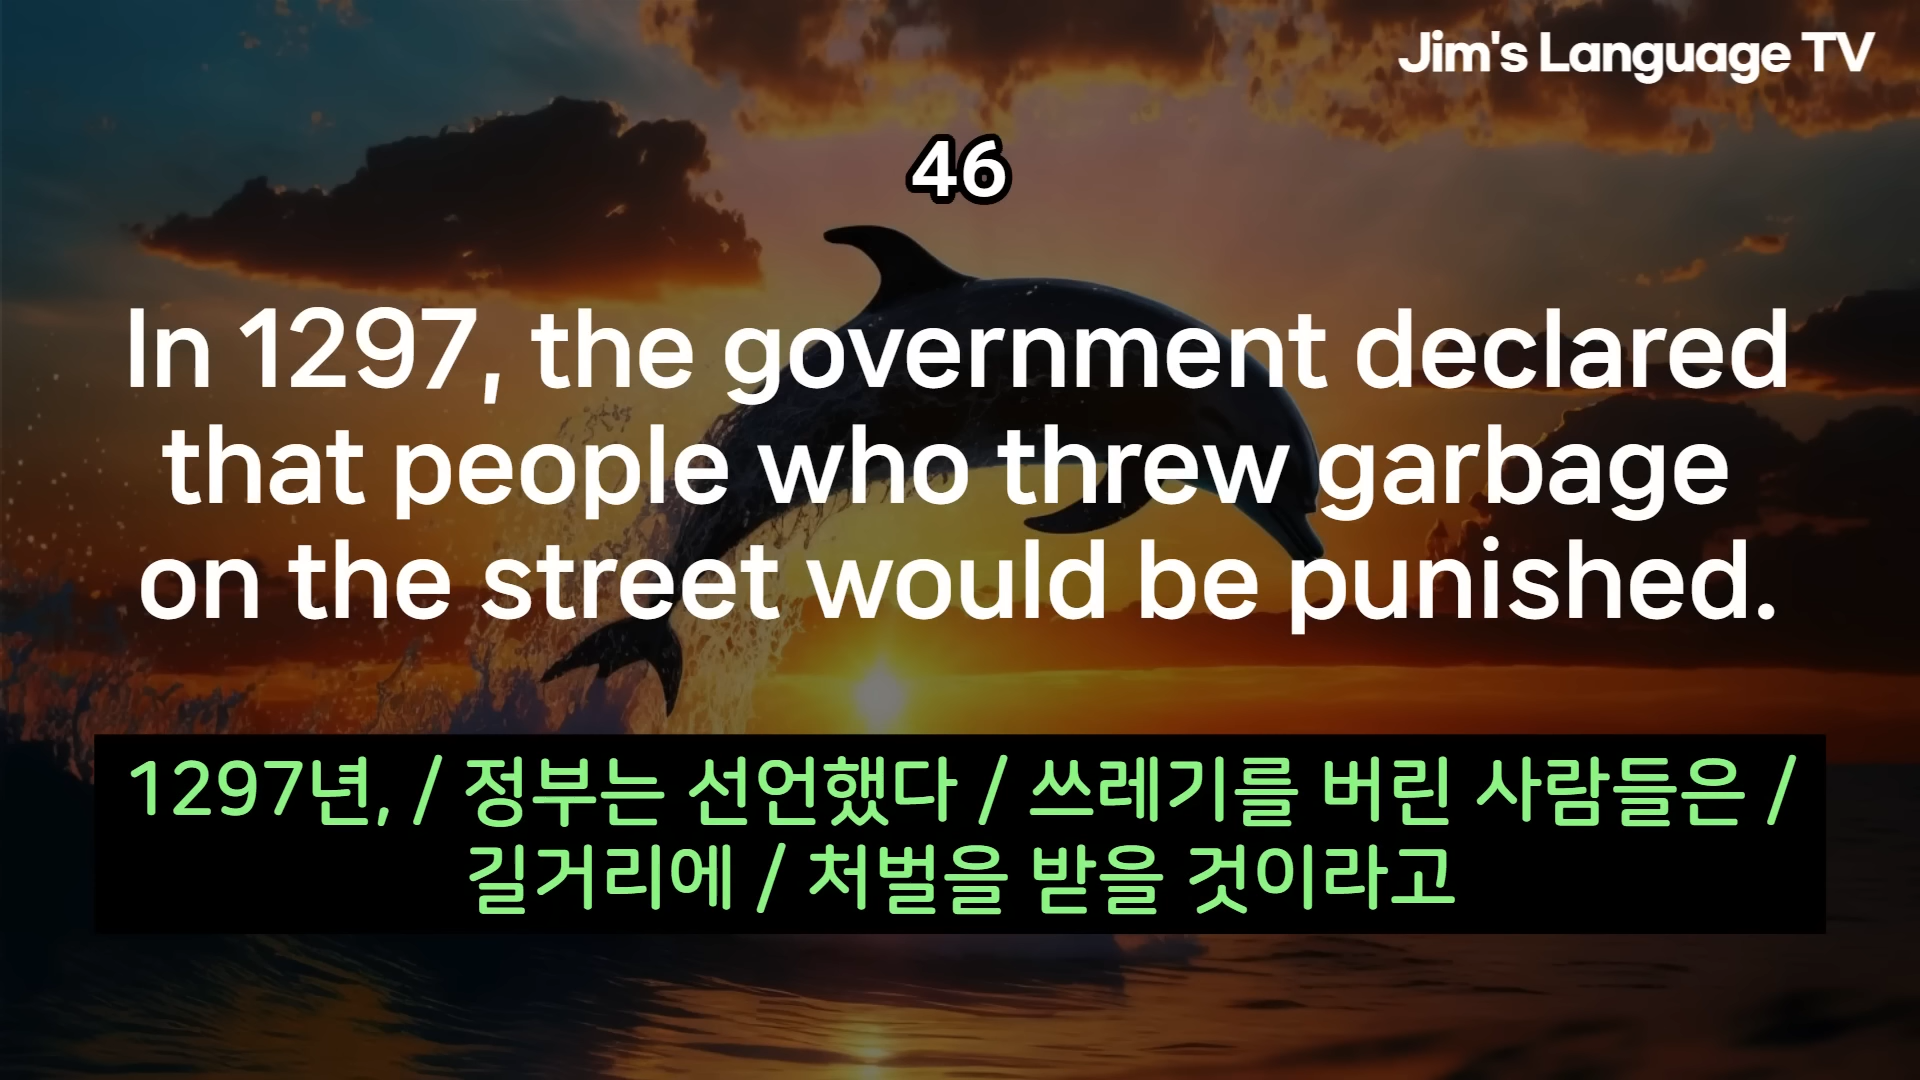 Jim's Language TV
46
In 1297, the government declared
that people who threw garbage
on the street would be punished.
1297년, / 정부는 선언했다 / 쓰레기를 버린 사람들은 /
길거리에 / 처벌을 받을 것이라고